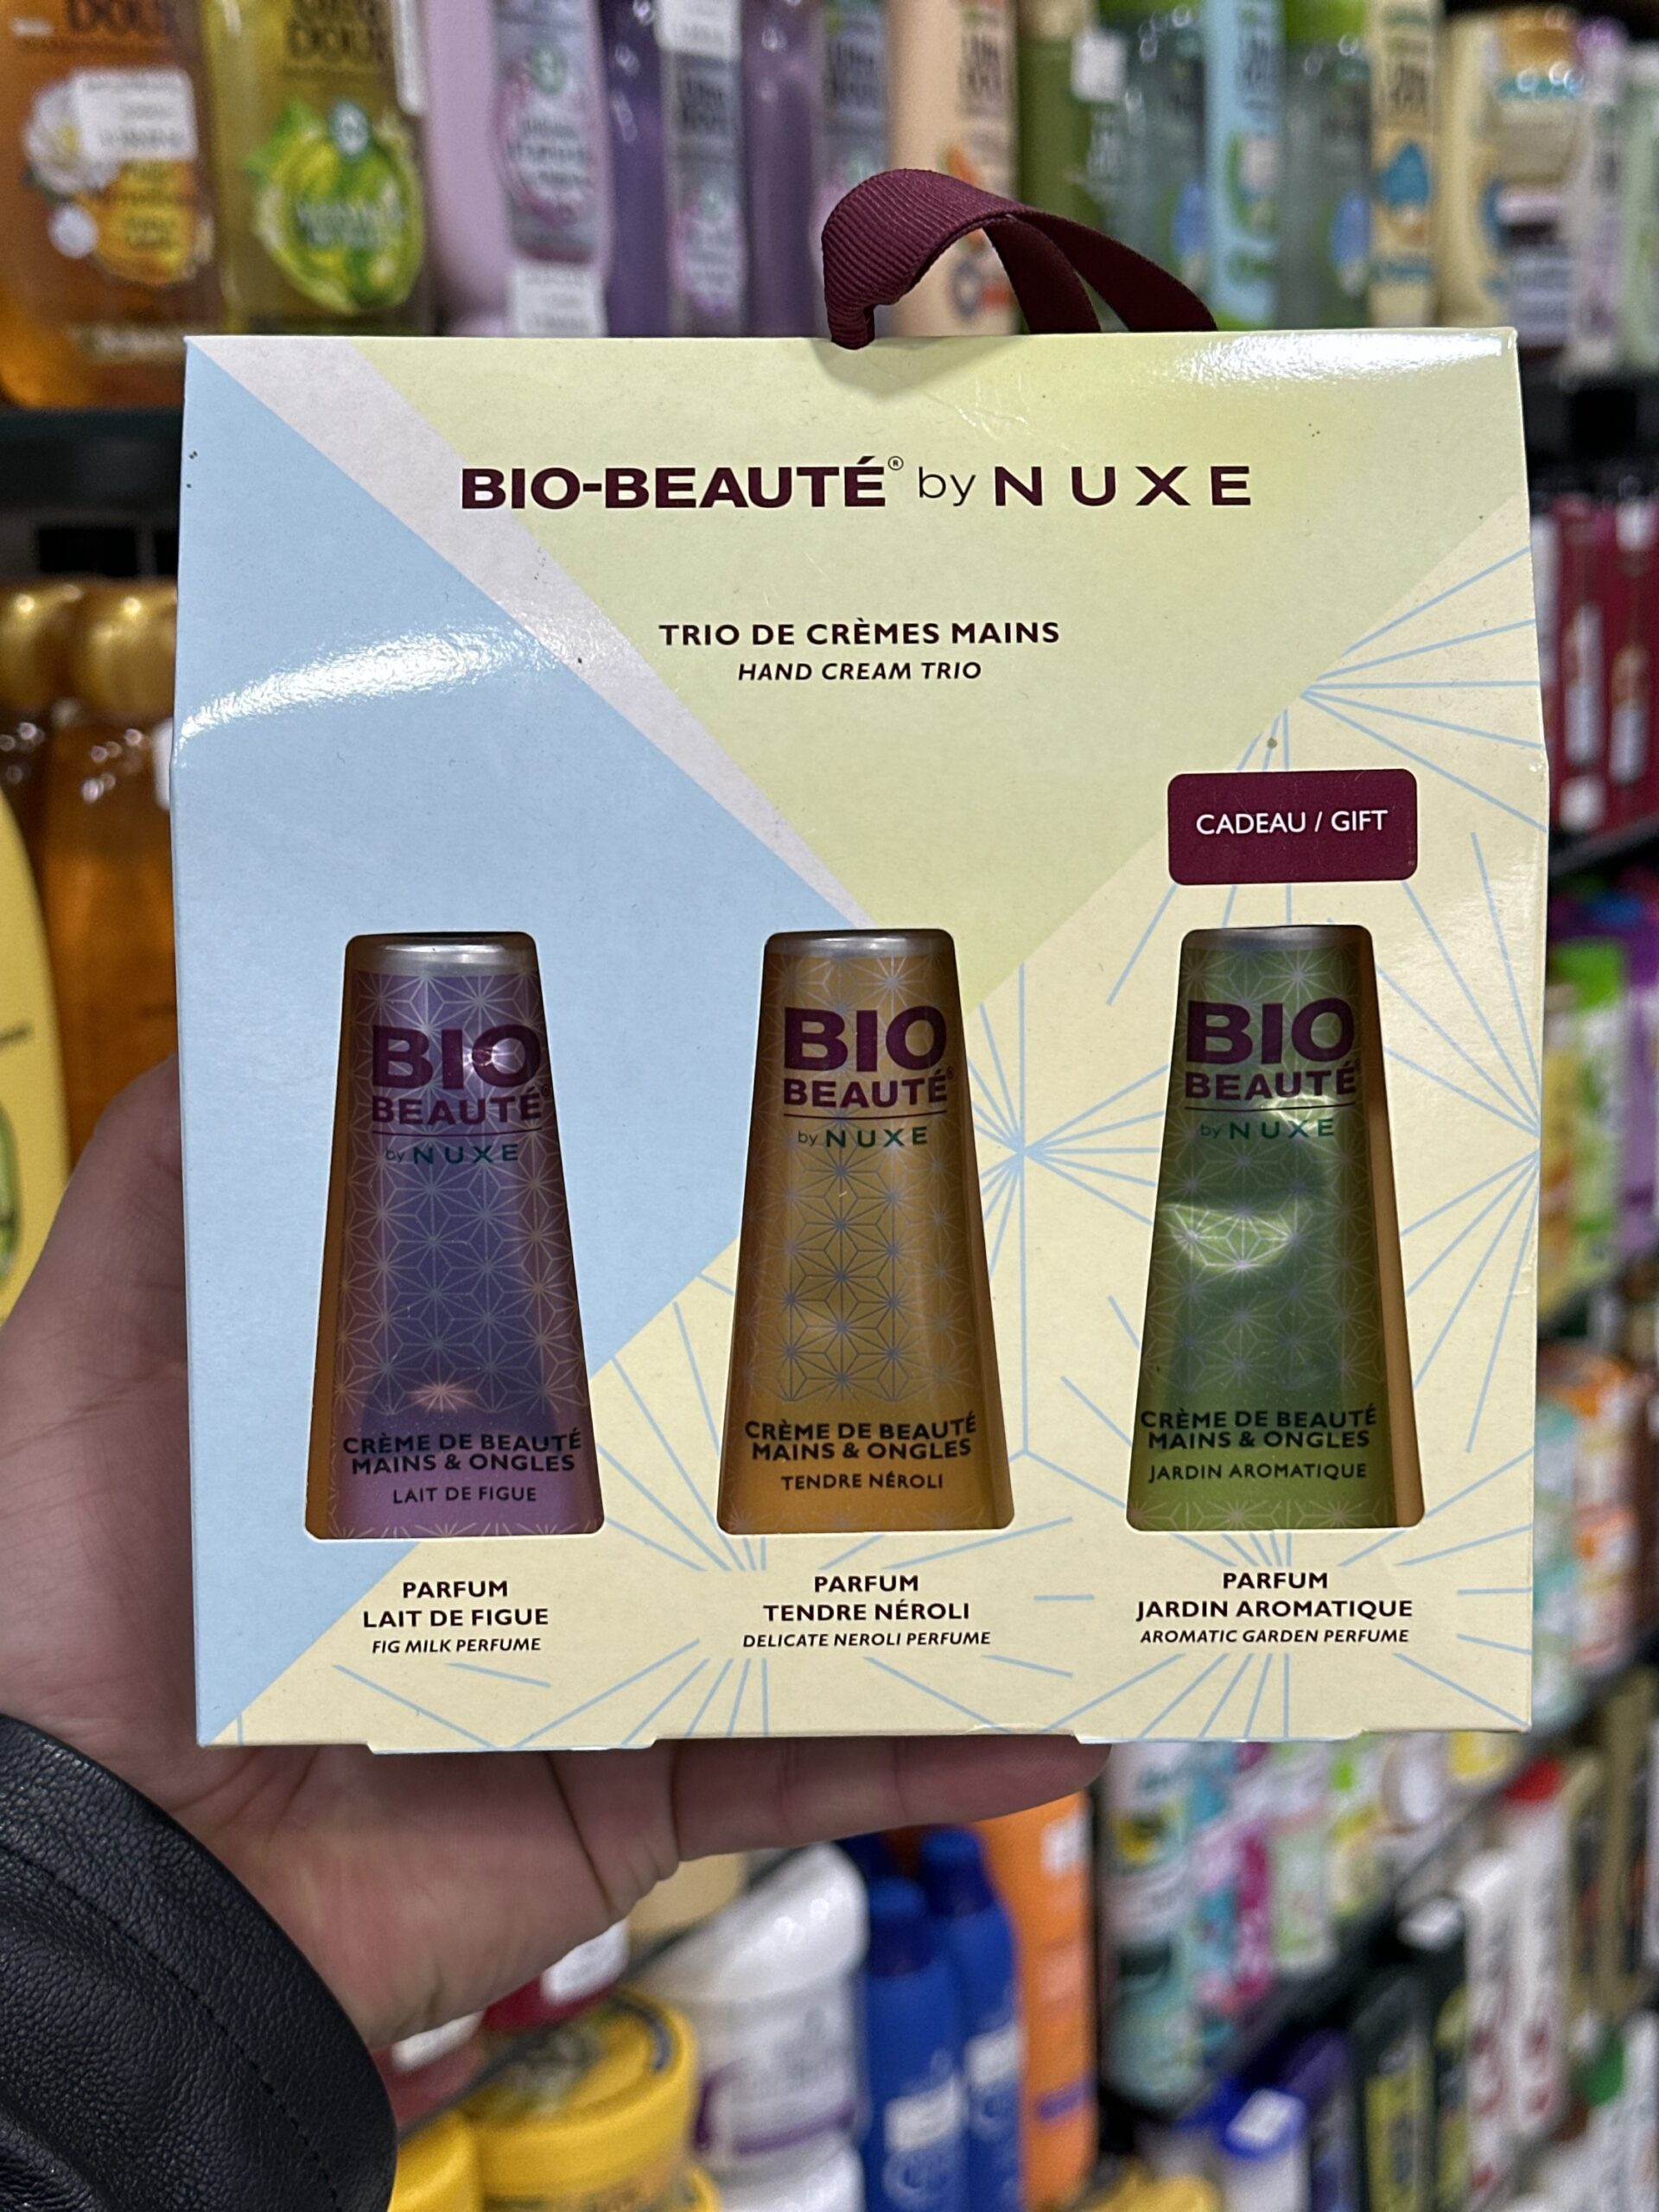 BIO-BEAUTÉ® by NUXE
TRIO DE CRÈMES MAINS
HAND CREAM TRIO
CADEAU / GIFT
BIO
BEAUTÉ®
by NUXE
CRÈME DE BEAUTÉ
MAINS & ONGLES
LAIT DE FIGUE
BIO
BEAUTÉ®
by NUXE
CRÈME DE BEAUTÉ
MAINS & ONGLES
TENDRE NÉROLI
BIO
BEAUTÉ
by NUXE
CRÈME DE BEAUTÉ
MAINS & ONGLES
JARDIN AROMATIQUE
PARFUM
LAIT DE FIGUE
FIG MILK PERFUME
PARFUM
TENDRE NÉROLI
DELICATE NEROLI PERFUME
PARFUM
JARDIN AROMATIQUE
AROMATIC GARDEN PERFUME